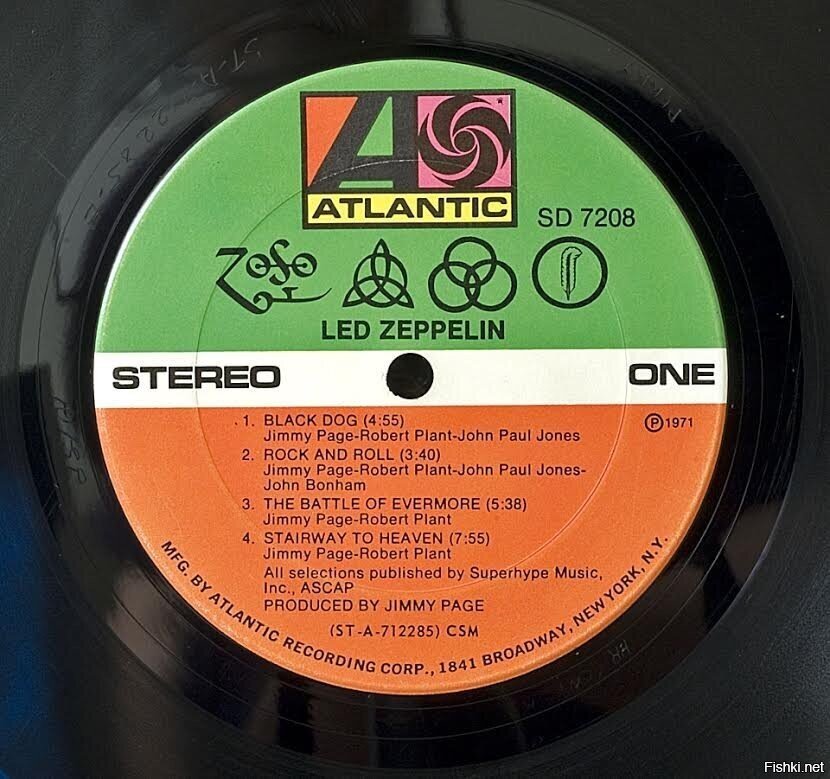 ATLANTIC
SD 7208
LED ZEPPELIN
STEREO
ONE
1. BLACK DOG (4:55)
Jimmy Page-Robert Plant-John Paul Jones
℗ 1971
2. ROCK AND ROLL (3:40)
Jimmy Page-Robert Plant-John Paul Jones-
John Bonham
3. THE BATTLE OF EVERMORE (5:38)
Jimmy Page-Robert Plant
4. STAIRWAY TO HEAVEN (7:55)
Jimmy Page-Robert Plant
All selections published by Superhype Music,
Inc., ASCAP
PRODUCED BY JIMMY PAGE
(ST-A-712285) CSM
MFG. BY ATLANTIC RECORDING CORP., 1841 BROADWAY, NEW YORK, N.Y.
Fishki.net